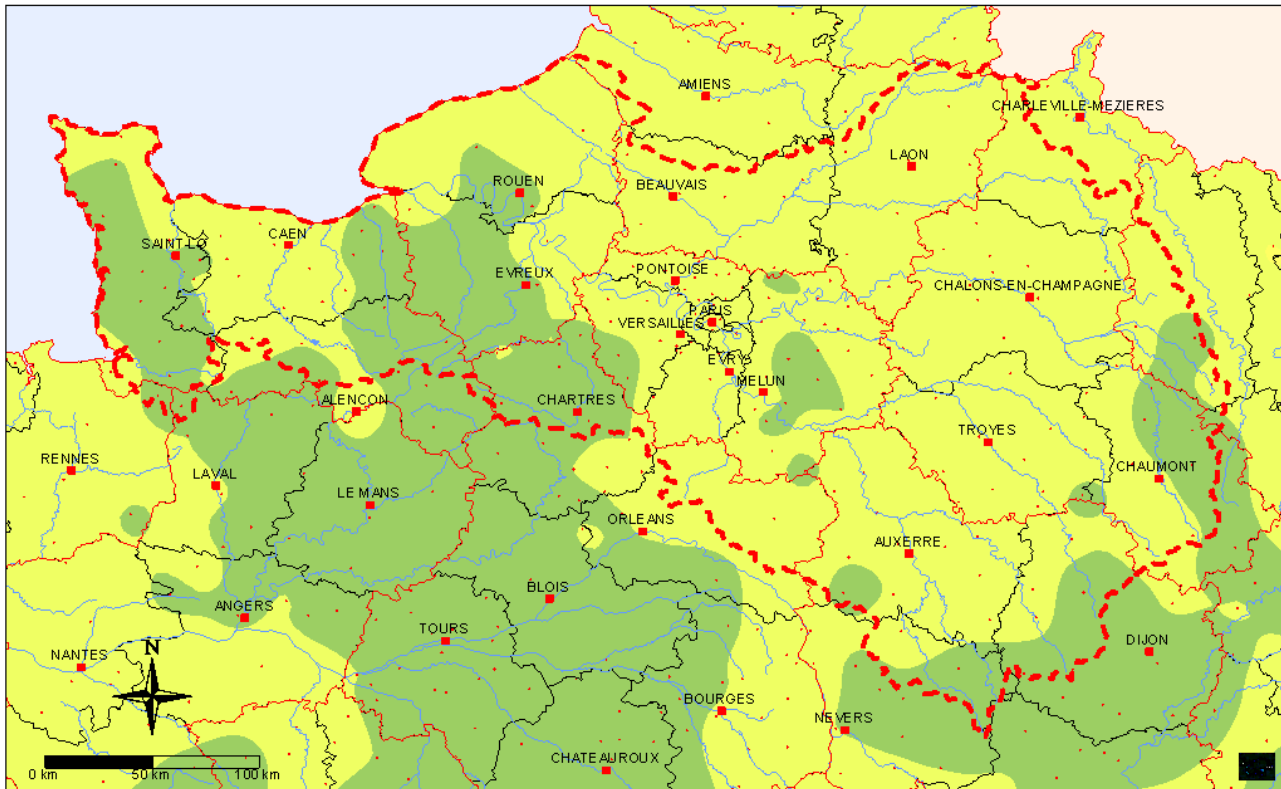 AMIENS
CHARLEVILLE-MEZIERES
LAON
ROUEN
BEAUVAIS
SAINT-LO
CAEN
EVREUX
PONTOISE
CHALONS-EN-CHAMPAGNE
PARIS
VERSAILLES
EVRY
MELUN
ALENCON
CHARTRES
TROYES
RENNES
LAVAL
CHAUMONT
LE MANS
ORLEANS
AUXERRE
BLOIS
ANGERS
TOURS
DIJON
N
NANTES
BOURGES
NEVERS
CHATEAUROUX
0 km 50 km 100 km